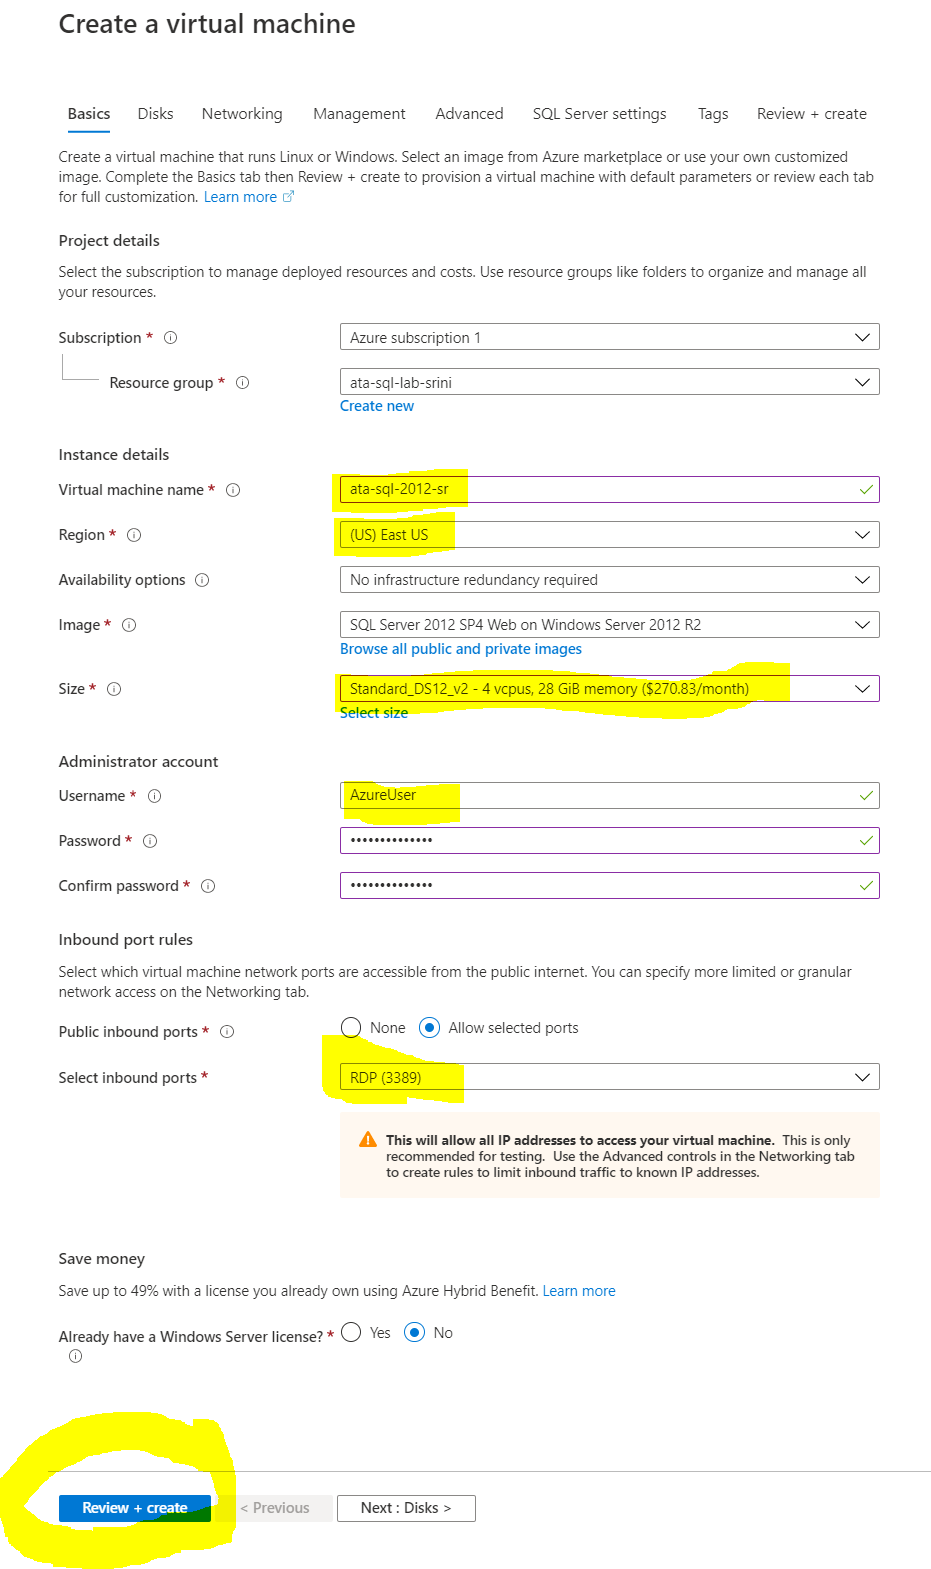 Create a virtual machine
Basics Disks Networking Management Advanced SQL Server settings Tags Review + create
Create a virtual machine that runs Linux or Windows. Select an image from Azure marketplace or use your own customized
image. Complete the Basics tab then Review + create to provision a virtual machine with default parameters or review each tab
for full customization. Learn more
Project details
Select the subscription to manage deployed resources and costs. Use resource groups like folders to organize and manage all
your resources.
Subscription * Azure subscription 1
Resource group * ata-sql-lab-srini
Create new
Instance details
Virtual machine name * ata-sql-2012-sr
Region * (US) East US
Availability options No infrastructure redundancy required
Image * SQL Server 2012 SP4 Web on Windows Server 2012 R2
Browse all public and private images
Size * Standard_DS12_v2 - 4 vcpus, 28 GiB memory ($270.83/month)
Select size
Administrator account
Username * AzureUser
Password * ••••••••••••••
Confirm password * ••••••••••••••
Inbound port rules
Select which virtual machine network ports are accessible from the public internet. You can specify more limited or granular
network access on the Networking tab.
Public inbound ports * None Allow selected ports
Select inbound ports * RDP (3389)
This will allow all IP addresses to access your virtual machine. This is only
recommended for testing. Use the Advanced controls in the Networking tab
to create rules to limit inbound traffic to known IP addresses.
Save money
Save up to 49% with a license you already own using Azure Hybrid Benefit. Learn more
Already have a Windows Server license? * Yes No
Review + create < Previous Next : Disks >